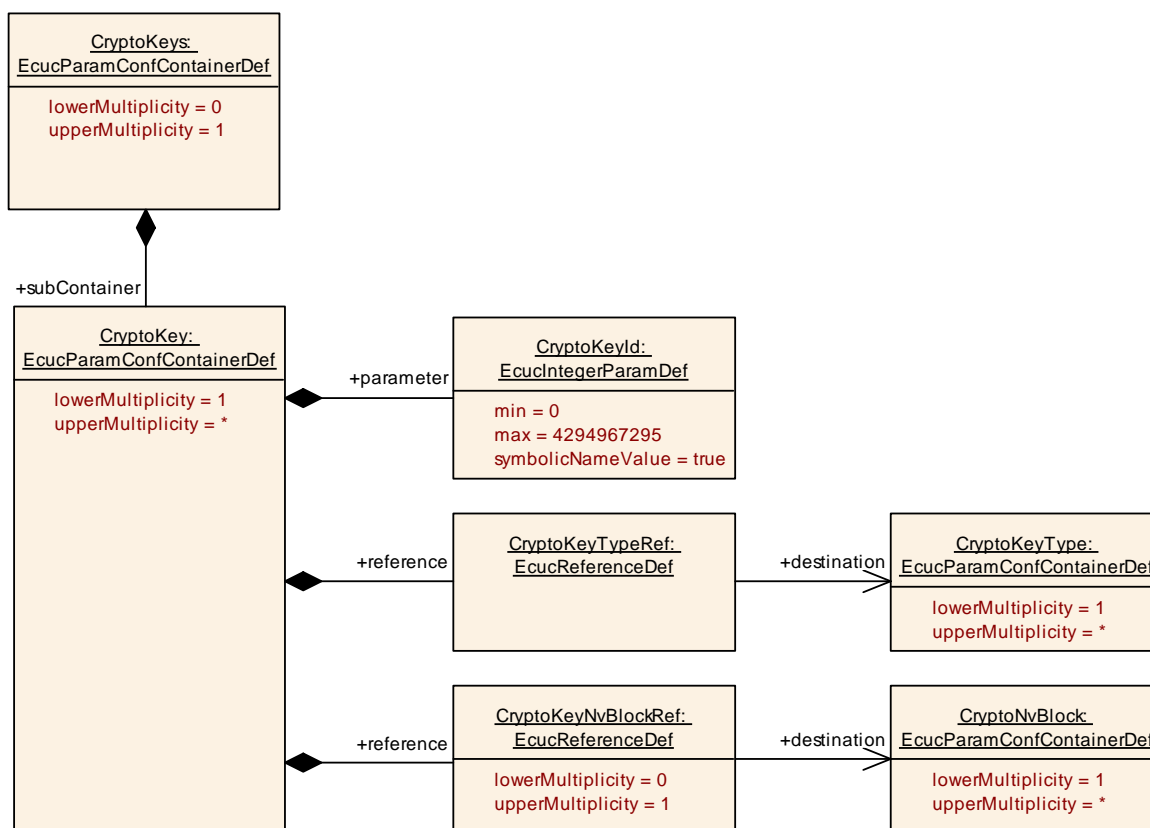 CryptoKeys:
EcucParamConfContainerDef
lowerMultiplicity = 0
upperMultiplicity = 1
+subContainer
CryptoKey:
EcucParamConfContainerDef
lowerMultiplicity = 1
upperMultiplicity = *
+parameter
CryptoKeyId:
EcucIntegerParamDef
min = 0
max = 4294967295
symbolicNameValue = true
+reference
CryptoKeyTypeRef:
EcucReferenceDef
+destination
CryptoKeyType:
EcucParamConfContainerDef
lowerMultiplicity = 1
upperMultiplicity = *
+reference
CryptoKeyNvBlockRef:
EcucReferenceDef
lowerMultiplicity = 0
upperMultiplicity = 1
+destination
CryptoNvBlock:
EcucParamConfContainerDef
lowerMultiplicity = 1
upperMultiplicity = *